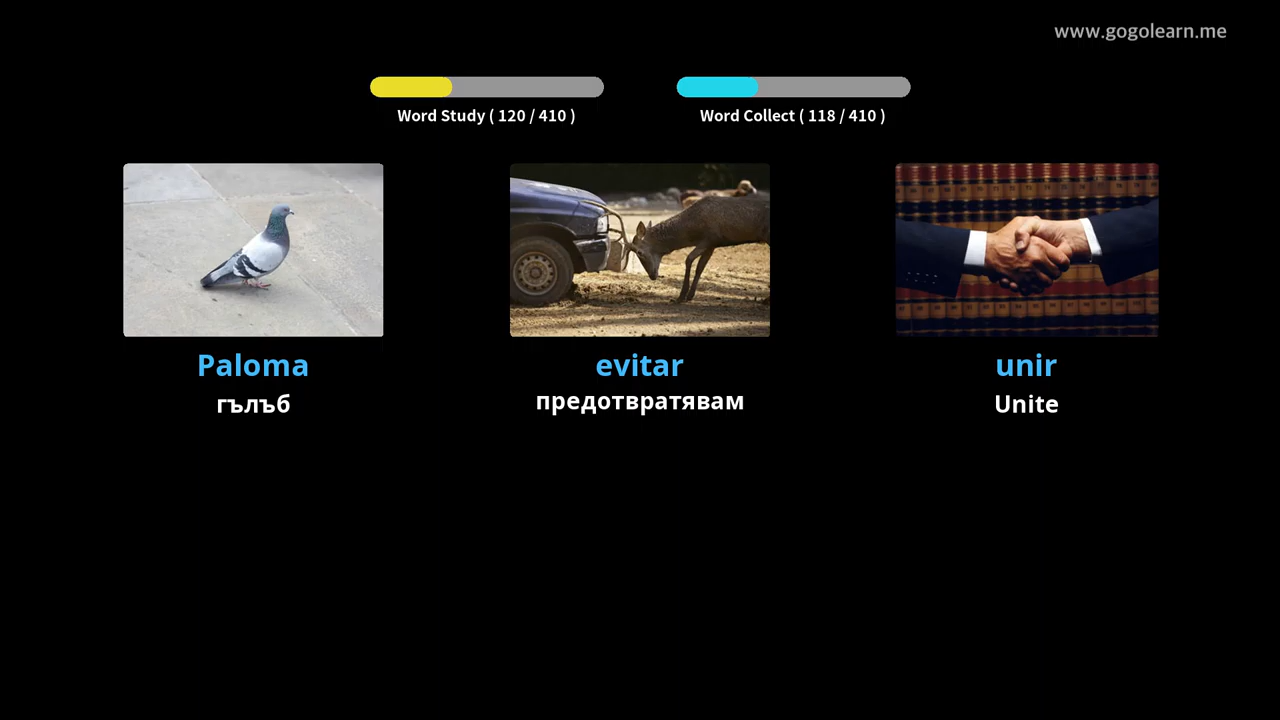 www.gogolearn.me
Word Study ( 120 / 410 )
Word Collect ( 118 / 410 )
Paloma
гълъб
evitar
предотвратявам
unir
Unite